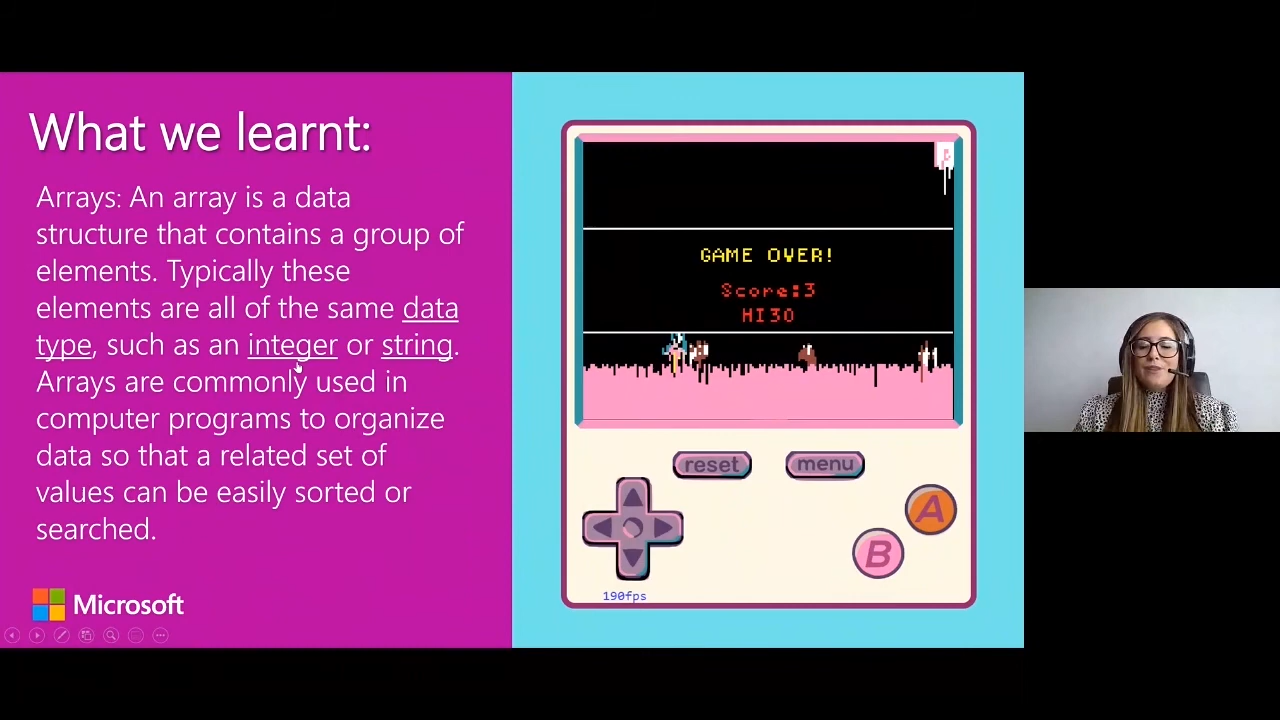 What we learnt:
Arrays: An array is a data
structure that contains a group of
elements. Typically these
elements are all of the same data
type, such as an integer or string.
Arrays are commonly used in
computer programs to organize
data so that a related set of
values can be easily sorted or
searched.
Microsoft
GAME OVER!
Score:3
HI30
reset
menu
A
B
190fps